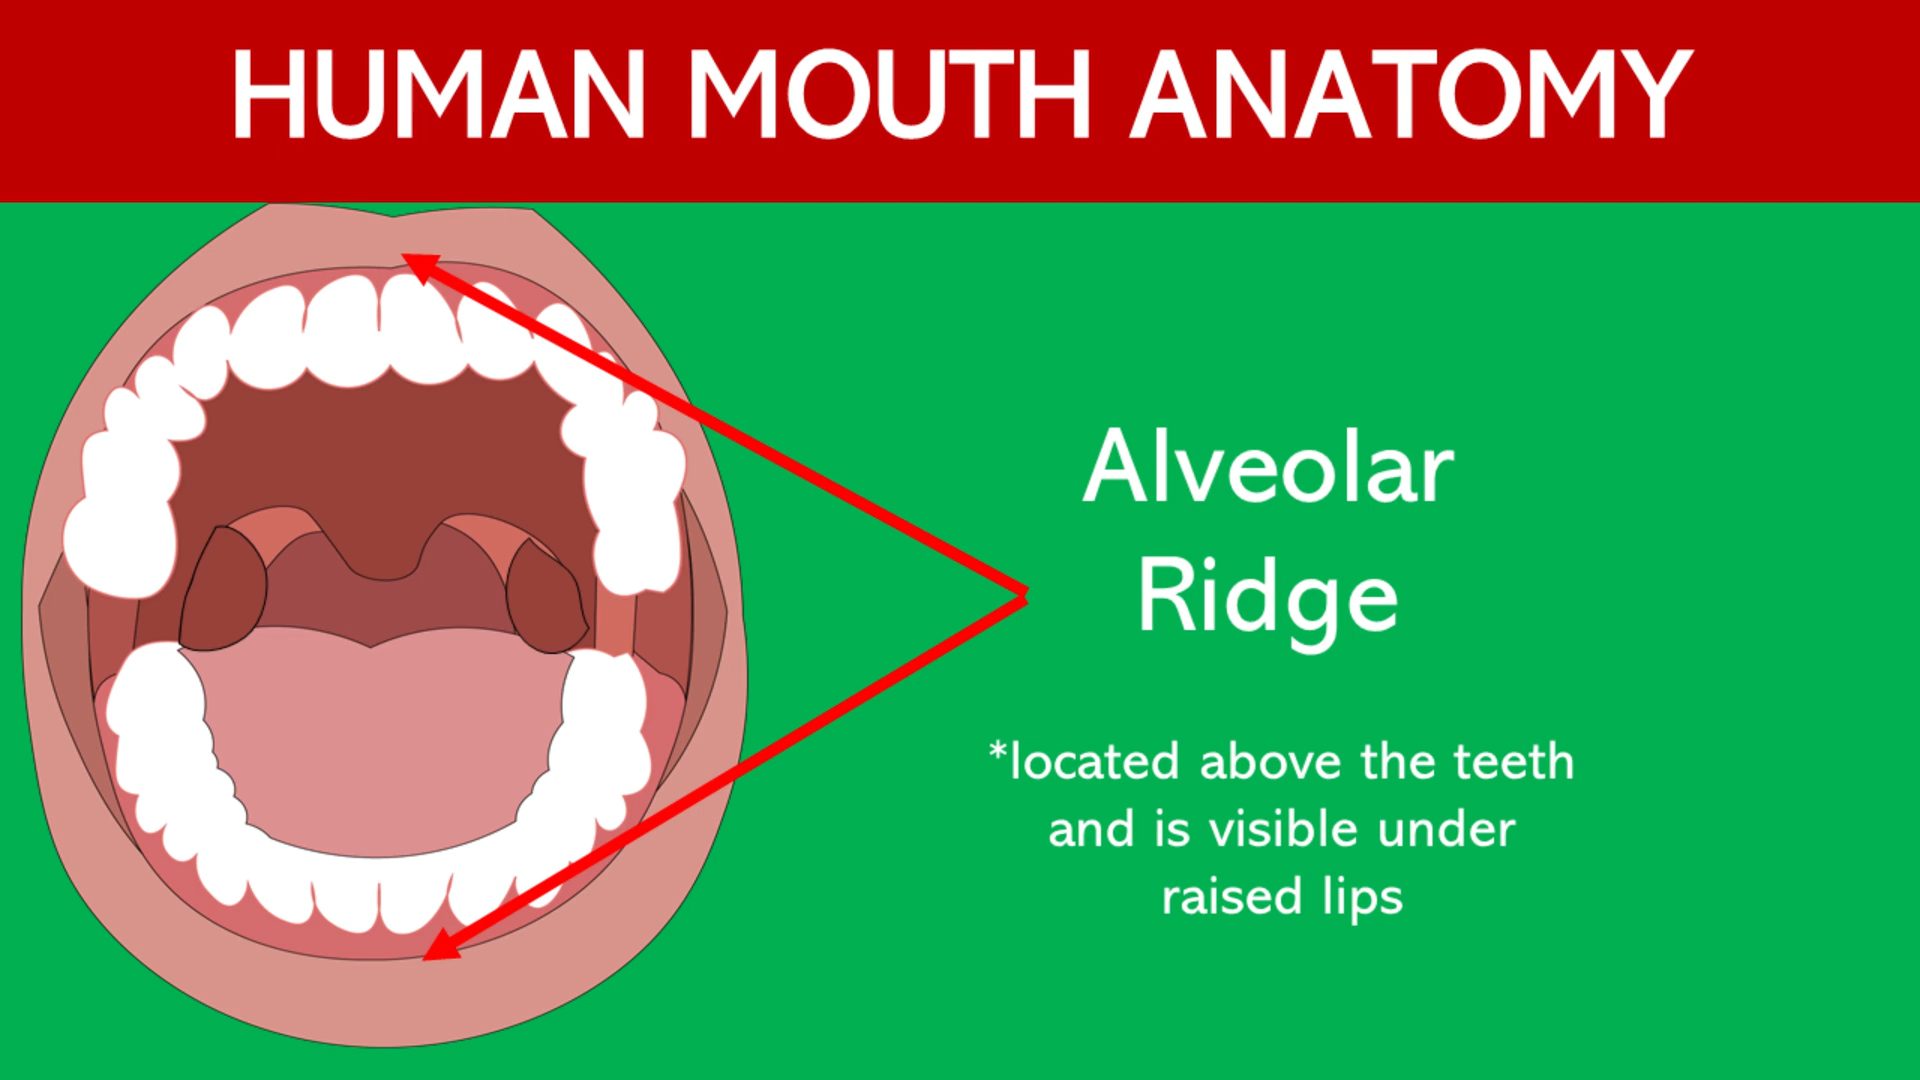 HUMAN MOUTH ANATOMY
Alveolar
Ridge
*located above the teeth
and is visible under
raised lips